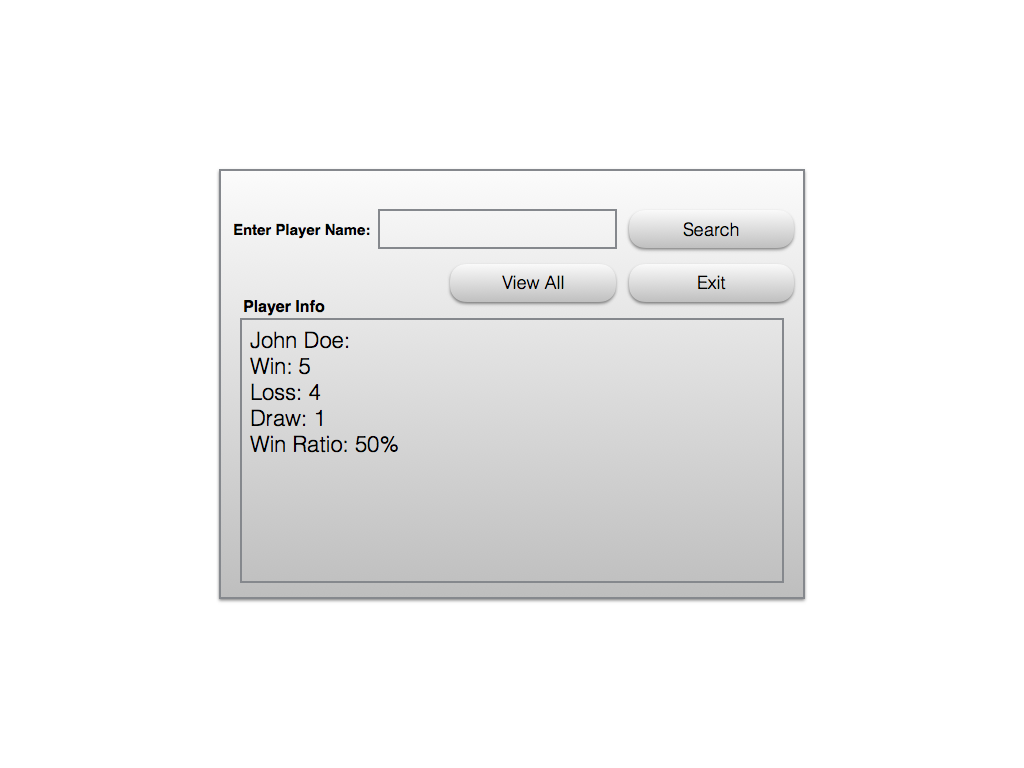 Enter Player Name:
Search
View All
Exit
Player Info
John Doe:
Win: 5
Loss: 4
Draw: 1
Win Ratio: 50%